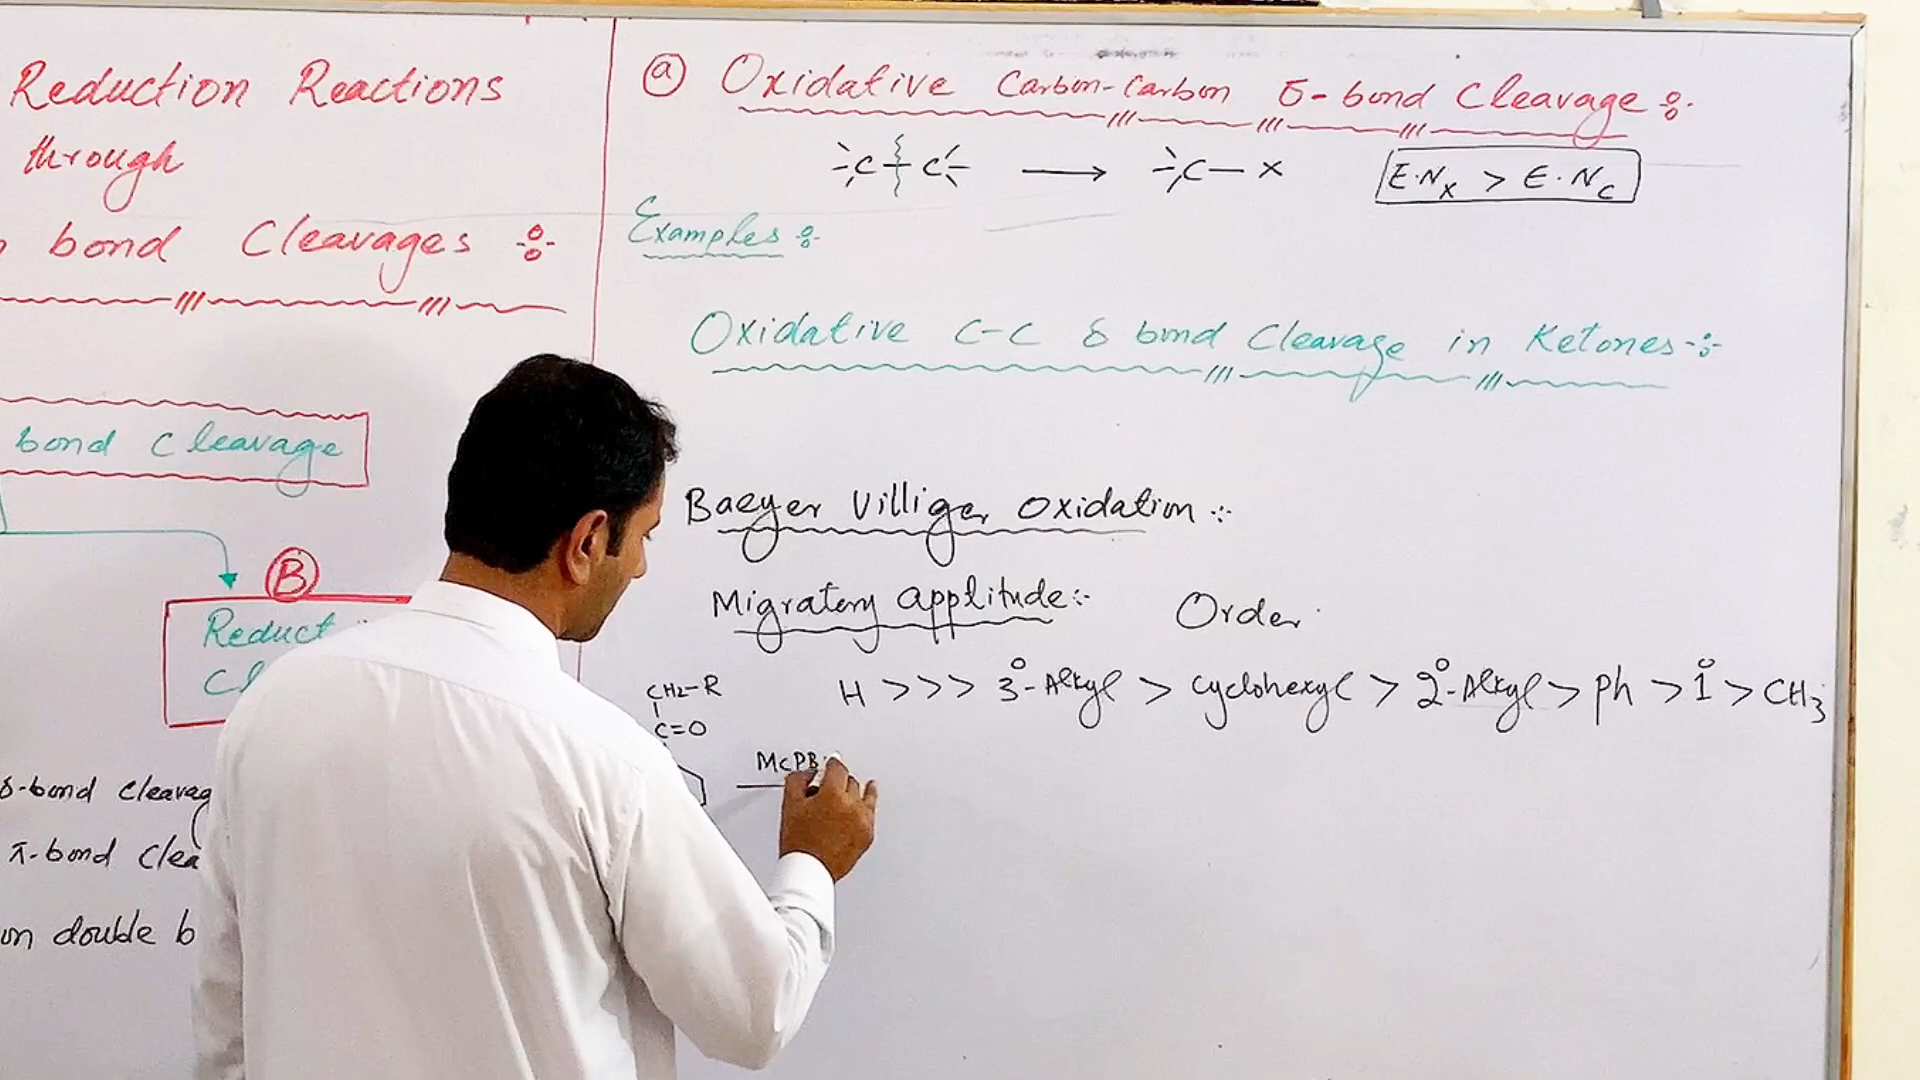 Reduction Reactions
through
bond Cleavages
bond Cleavage
B
Reduct
Cl
δ-bond cleavag
π-bond Clea
on double b
(a) Oxidative Carbon-Carbon δ-bond Cleavage
C C → C-X
E.Nx > E.Nc
Examples
Oxidative C-C δ bond Cleavage in Ketones
Baeyer Villiger Oxidation
Migratory applitude Order
H >>> 3°-Alkyl > cyclohexyl > 2°-Alkyl > Ph > 1° > CH3
CH2-R
C=O
McPB